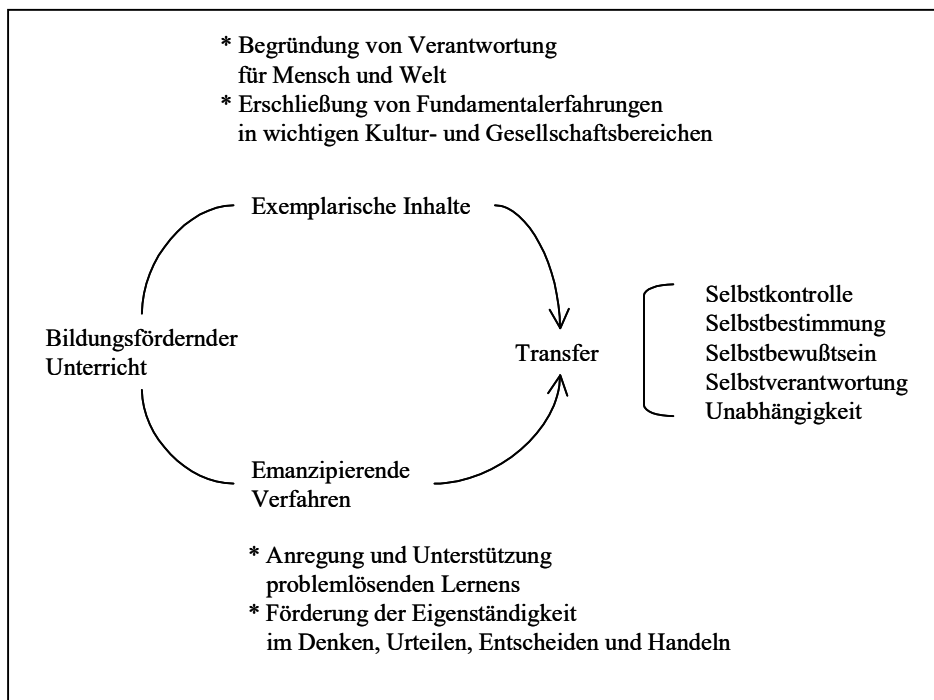 * Begründung von Verantwortung
für Mensch und Welt
* Erschließung von Fundamentalerfahrungen
in wichtigen Kultur- und Gesellschaftsbereichen
Exemplarische Inhalte
Bildungsfördernder
Unterricht
Transfer
Selbstkontrolle
Selbstbestimmung
Selbstbewußtsein
Selbstverantwortung
Unabhängigkeit
Emanzipierende
Verfahren
* Anregung und Unterstützung
problemlösenden Lernens
* Förderung der Eigenständigkeit
im Denken, Urteilen, Entscheiden und Handeln